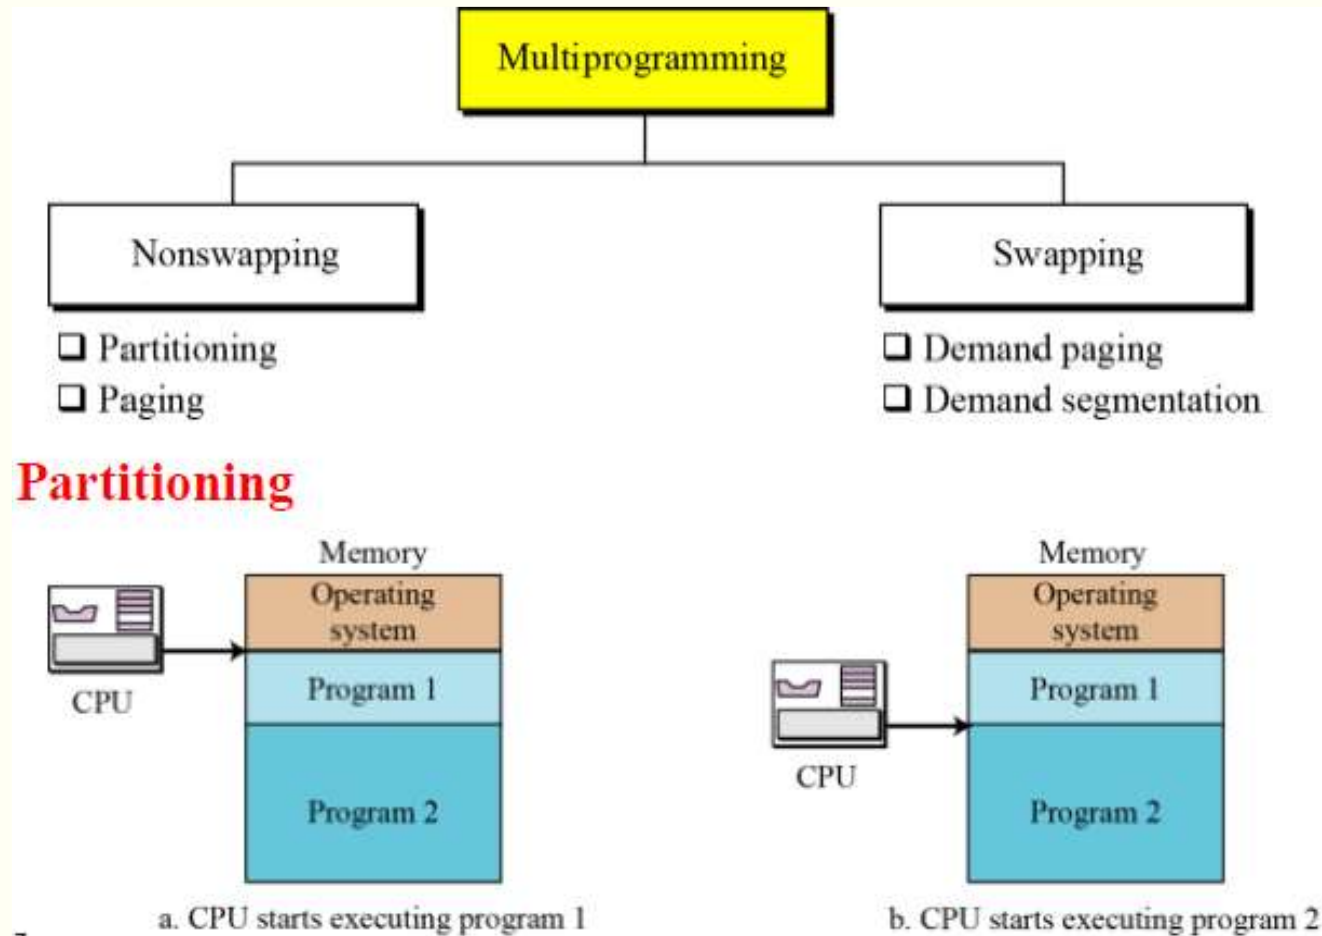 Multiprogramming
Nonswapping
Swapping
❑ Partitioning
❑ Paging
❑ Demand paging
❑ Demand segmentation
Partitioning
Memory
Operating
system
Program 1
Program 2
CPU
a. CPU starts executing program 1
Memory
Operating
system
Program 1
Program 2
CPU
b. CPU starts executing program 2